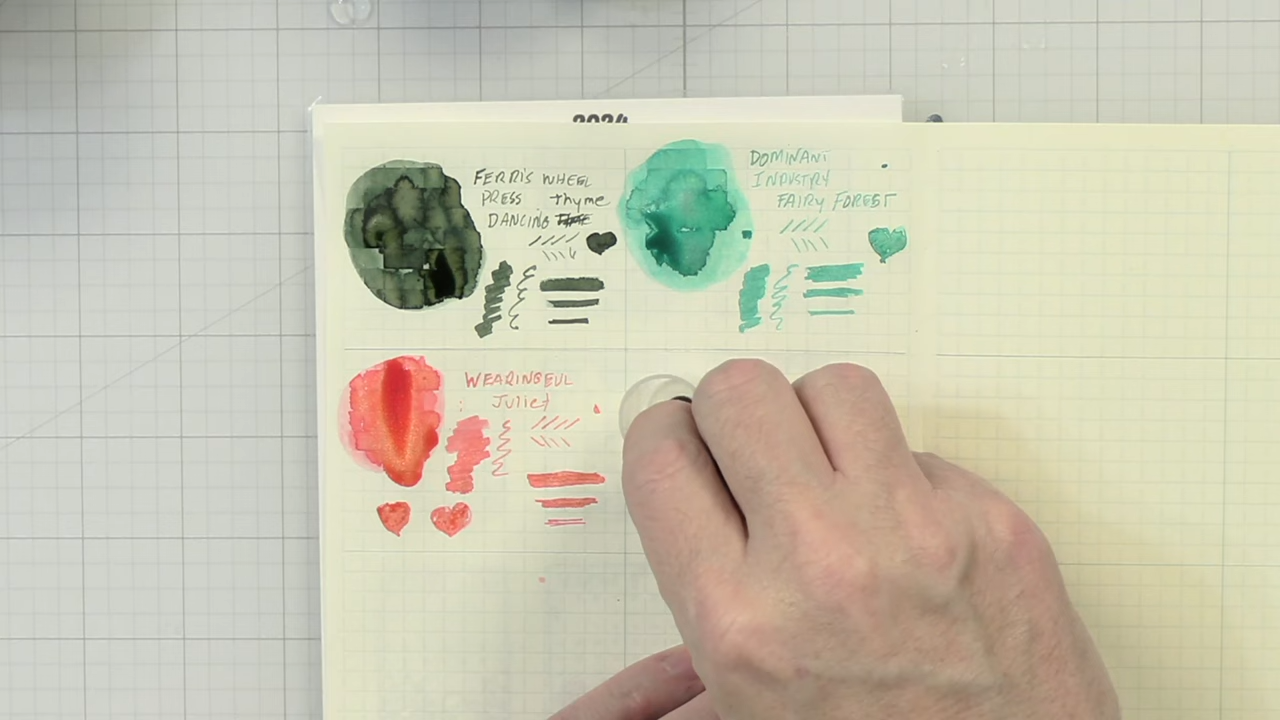 2024
FERRIS WHEEL
PRESS thyme
DANCING
DOMINANT
INDUSTRY
FAIRY FOREST
WEARINGEUL
Juliet